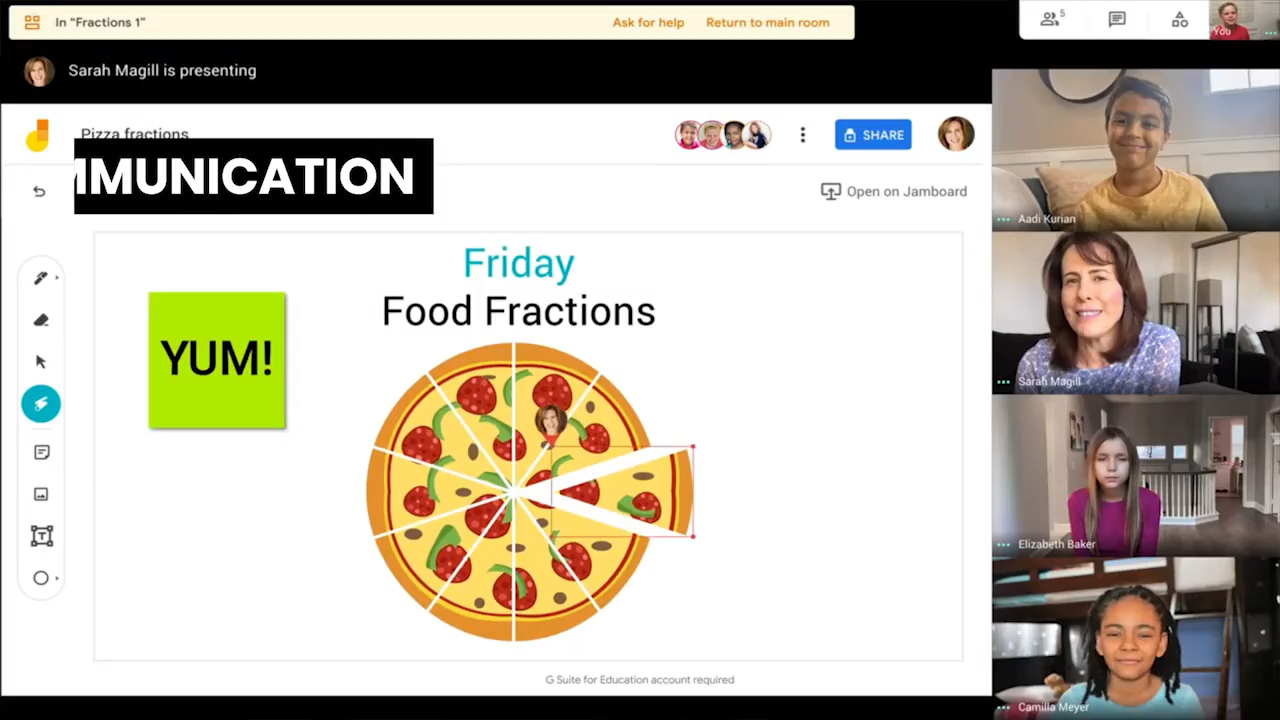 In “Fractions 1”
Ask for help
Return to main room
5
You
Sarah Magill is presenting
Pizza fractions
SHARE
MMUNICATION
Open on Jamboard
Friday
Food Fractions
YUM!
Aadi Kurian
Sarah Magill
Elizabeth Baker
Camilla Meyer
G Suite for Education account required